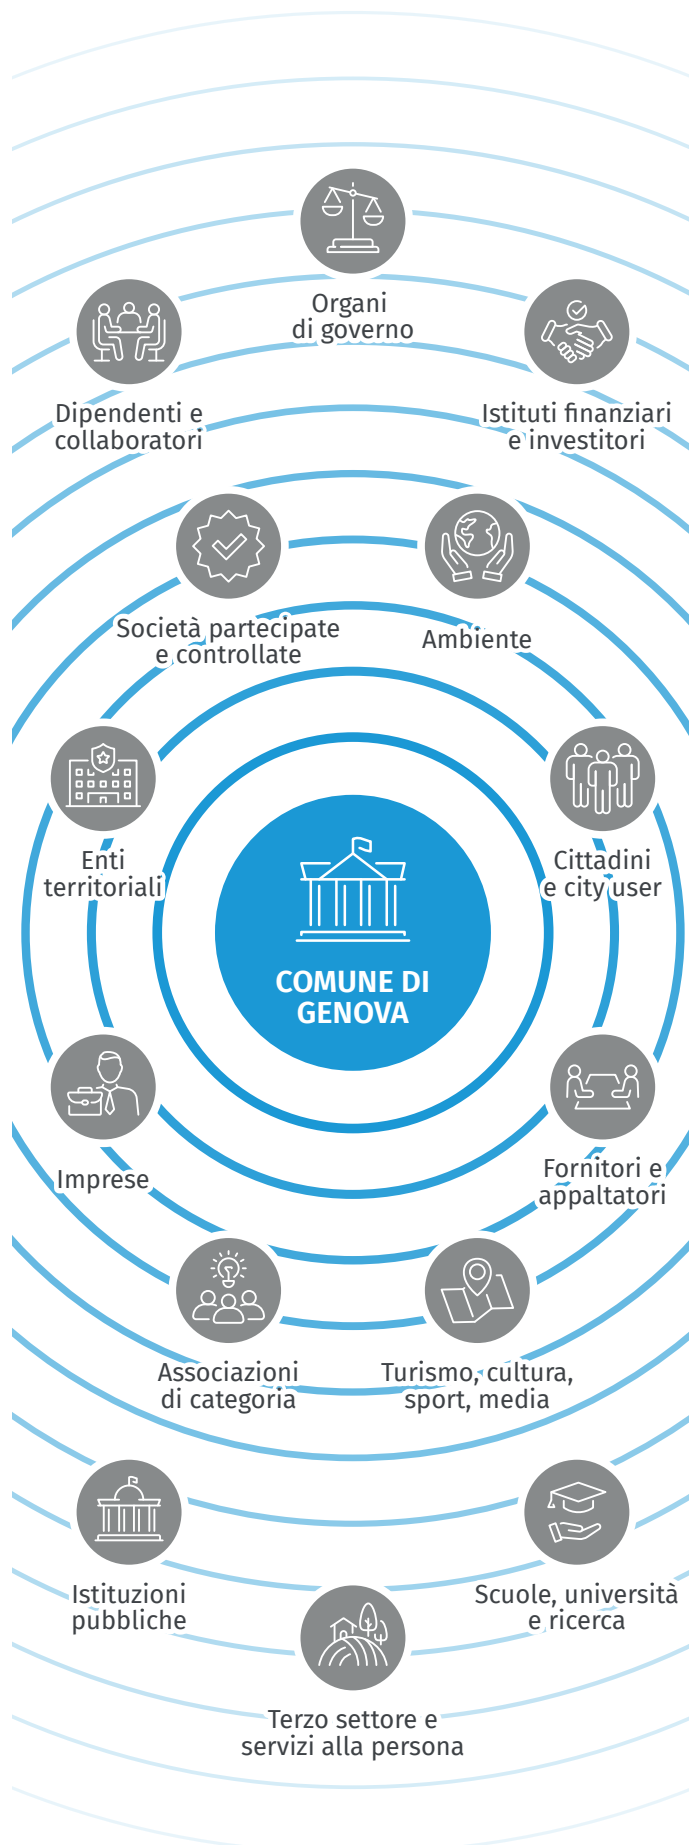 Organi
di governo
Dipendenti e
collaboratori
Istituti finanziari
e investitori
Società partecipate
e controllate
Ambiente
Enti
territoriali
Cittadini
e city user
COMUNE DI
GENOVA
Imprese
Fornitori e
appaltatori
Associazioni
di categoria
Turismo, cultura,
sport, media
Istituzioni
pubbliche
Scuole, università
e ricerca
Terzo settore e
servizi alla persona